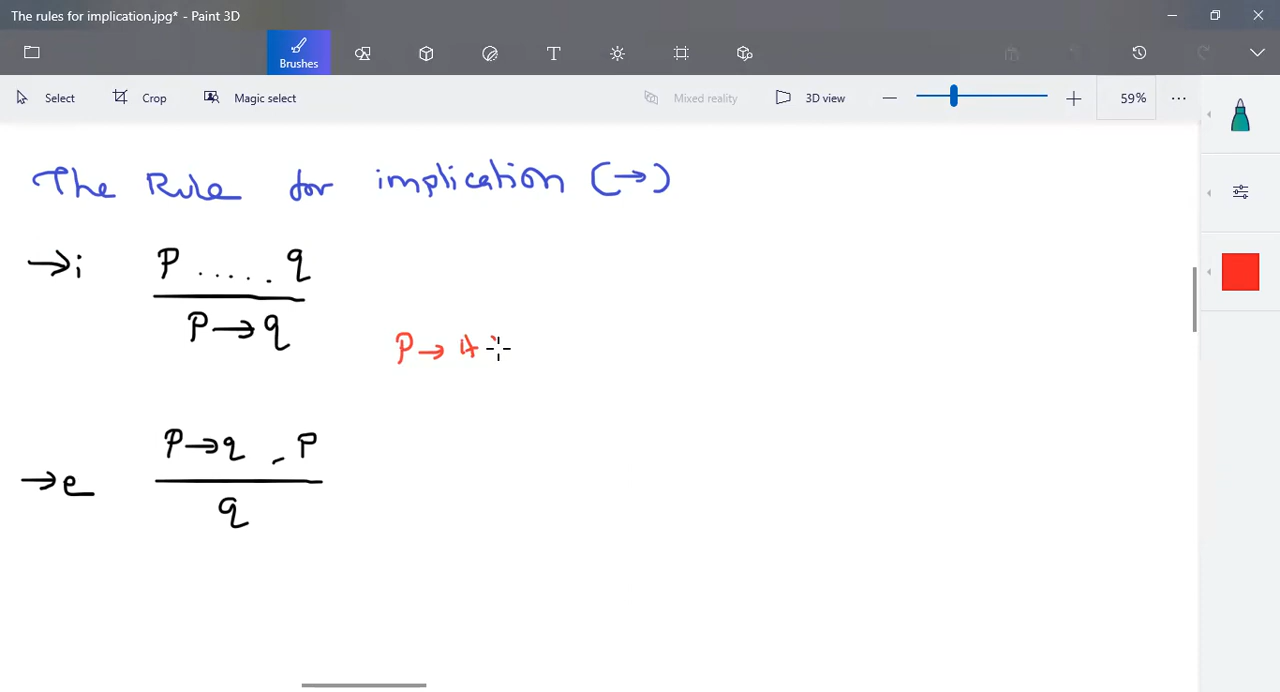 The rules for implication.jpg* - Paint 3D
Brushes
Select Crop Magic select Mixed reality 3D view 59%
The Rule for implication (→)
→i P ..... q
P → q
P → it
P → q , P
→e
q